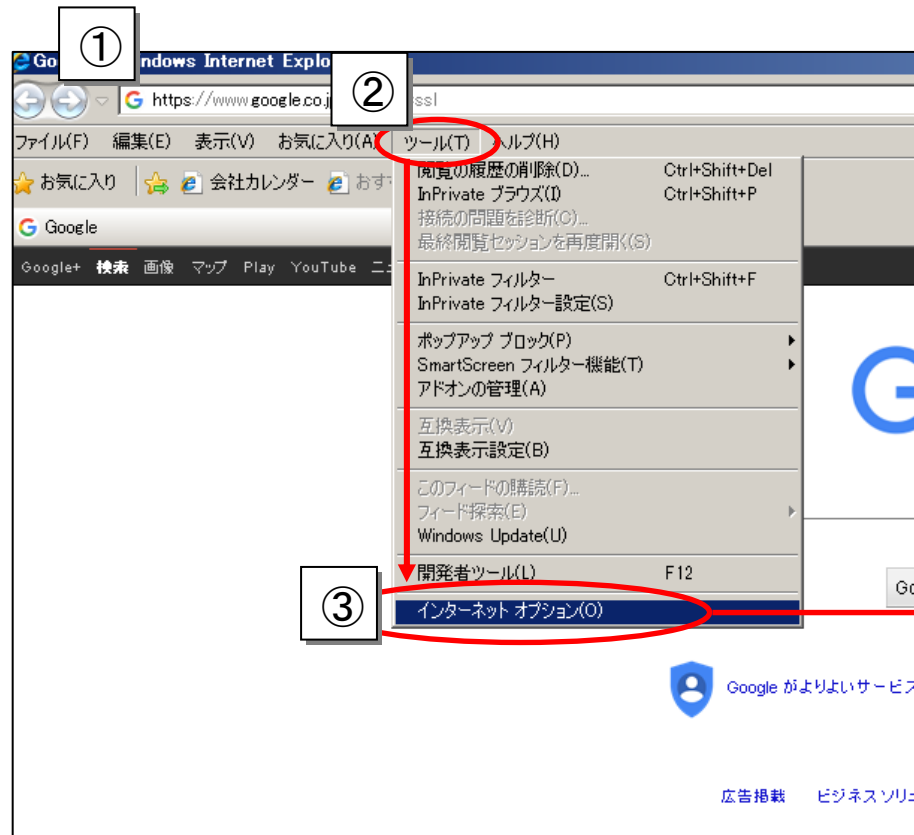 ①
Go ndows Internet Explo
②
https://www.google.co.j ssl
ファイル(F) 編集(E) 表示(V) お気に入り(A) ツール(T) ヘルプ(H)
お気に入り 会社カレンダー おす
閲覧の履歴の削除(D)... Ctrl+Shift+Del
InPrivate ブラウズ(I) Ctrl+Shift+P
接続の問題を診断(C)...
最終閲覧セッションを再度開く(S)
Google
Google+ 検索 画像 マップ Play YouTube ニ
InPrivate フィルター Ctrl+Shift+F
InPrivate フィルター設定(S)
ポップアップ ブロック(P)
SmartScreen フィルター機能(T)
アドオンの管理(A)
互換表示(V)
互換表示設定(B)
このフィードの購読(F)...
フィード探索(E)
Windows Update(U)
開発者ツール(L) F12
③
インターネット オプション(O)
G
Go
Google がよりよいサービス
広告掲載 ビジネスソリュ